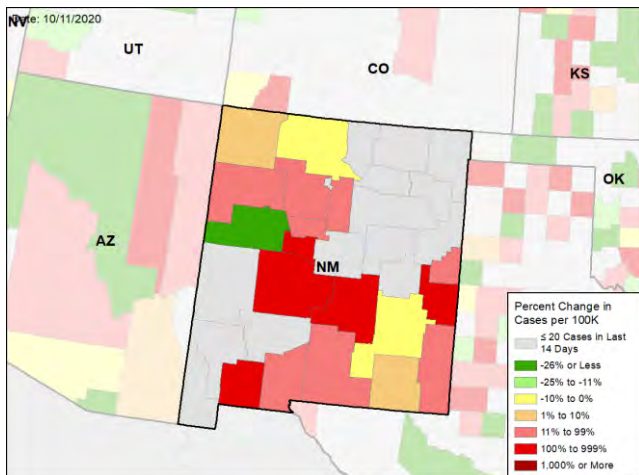 Date: 10/11/2020
NV
UT
CO
KS
OK
AZ
NM
Percent Change in
Cases per 100K
≤ 20 Cases in Last
14 Days
-26% or Less
-25% to -11%
-10% to 0%
1% to 10%
11% to 99%
100% to 999%
1,000% or More